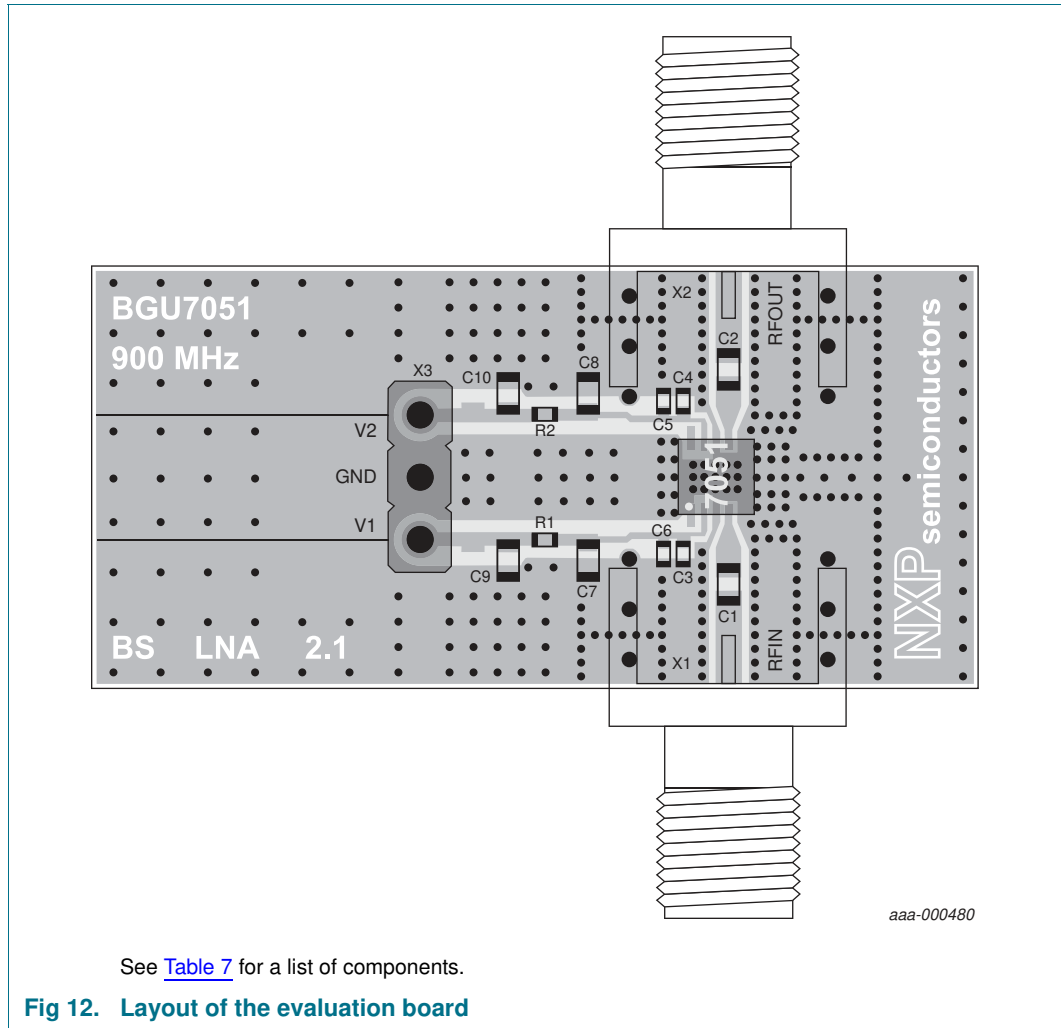 BGU7051
900 MHz
X3
V2
GND
V1
C10
R2
C8
C5
C4
X2
C2
RFOUT
7051
R1
C9
C7
C6
C3
C1
X1
RFIN
NXP semiconductors
BS LNA 2.1
aaa-000480
See Table 7 for a list of components.
Fig 12. Layout of the evaluation board